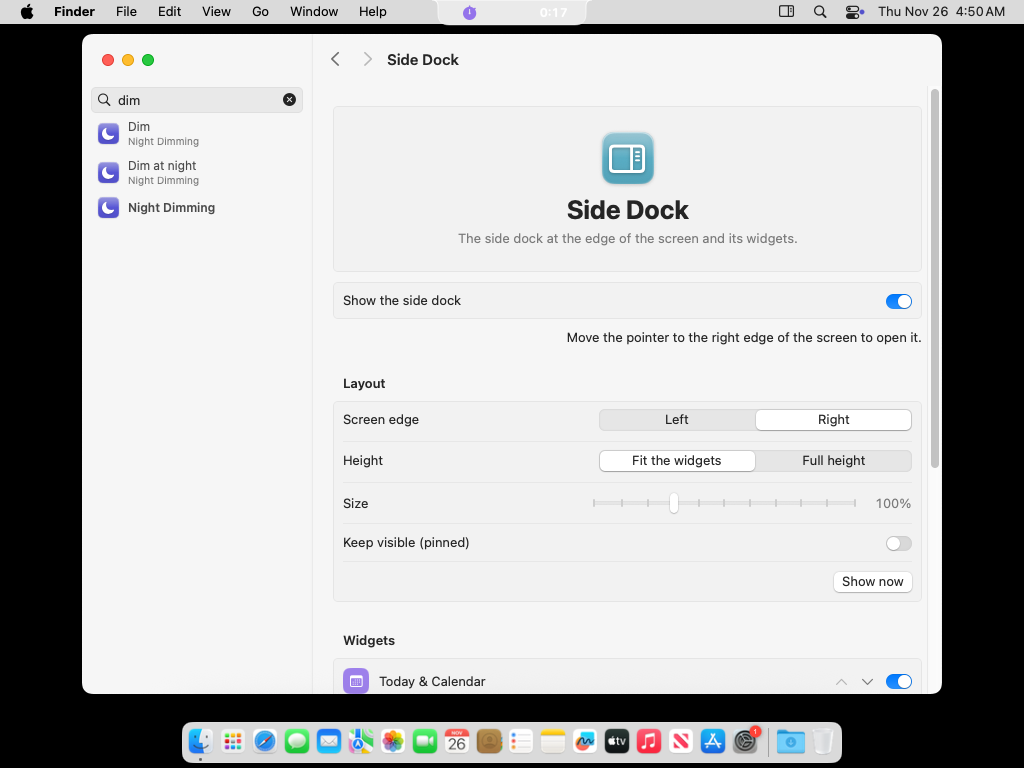 Finder File Edit View Go Window Help 0:17 Thu Nov 26 4:50 AM
Side Dock
dim
Dim
Night Dimming
Dim at night
Night Dimming
Night Dimming
Side Dock
The side dock at the edge of the screen and its widgets.
Show the side dock
Move the pointer to the right edge of the screen to open it.
Layout
Screen edge Left Right
Height Fit the widgets Full height
Size 100%
Keep visible (pinned)
Show now
Widgets
Today & Calendar
NOV
26
tv
1